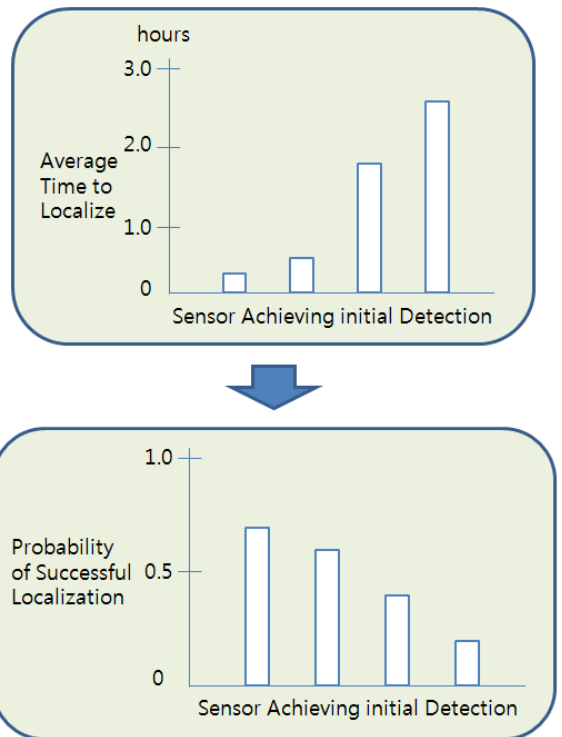 hours
3.0
2.0
Average
Time to
Localize
1.0
0
Sensor Achieving initial Detection
1.0
Probability
of Successful
0.5
Localization
0
Sensor Achieving initial Detection